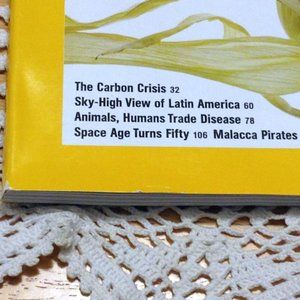 The Carbon Crisis 32
Sky-High View of Latin America 60
Animals, Humans Trade Disease 78
Space Age Turns Fifty 106 Malacca Pirates